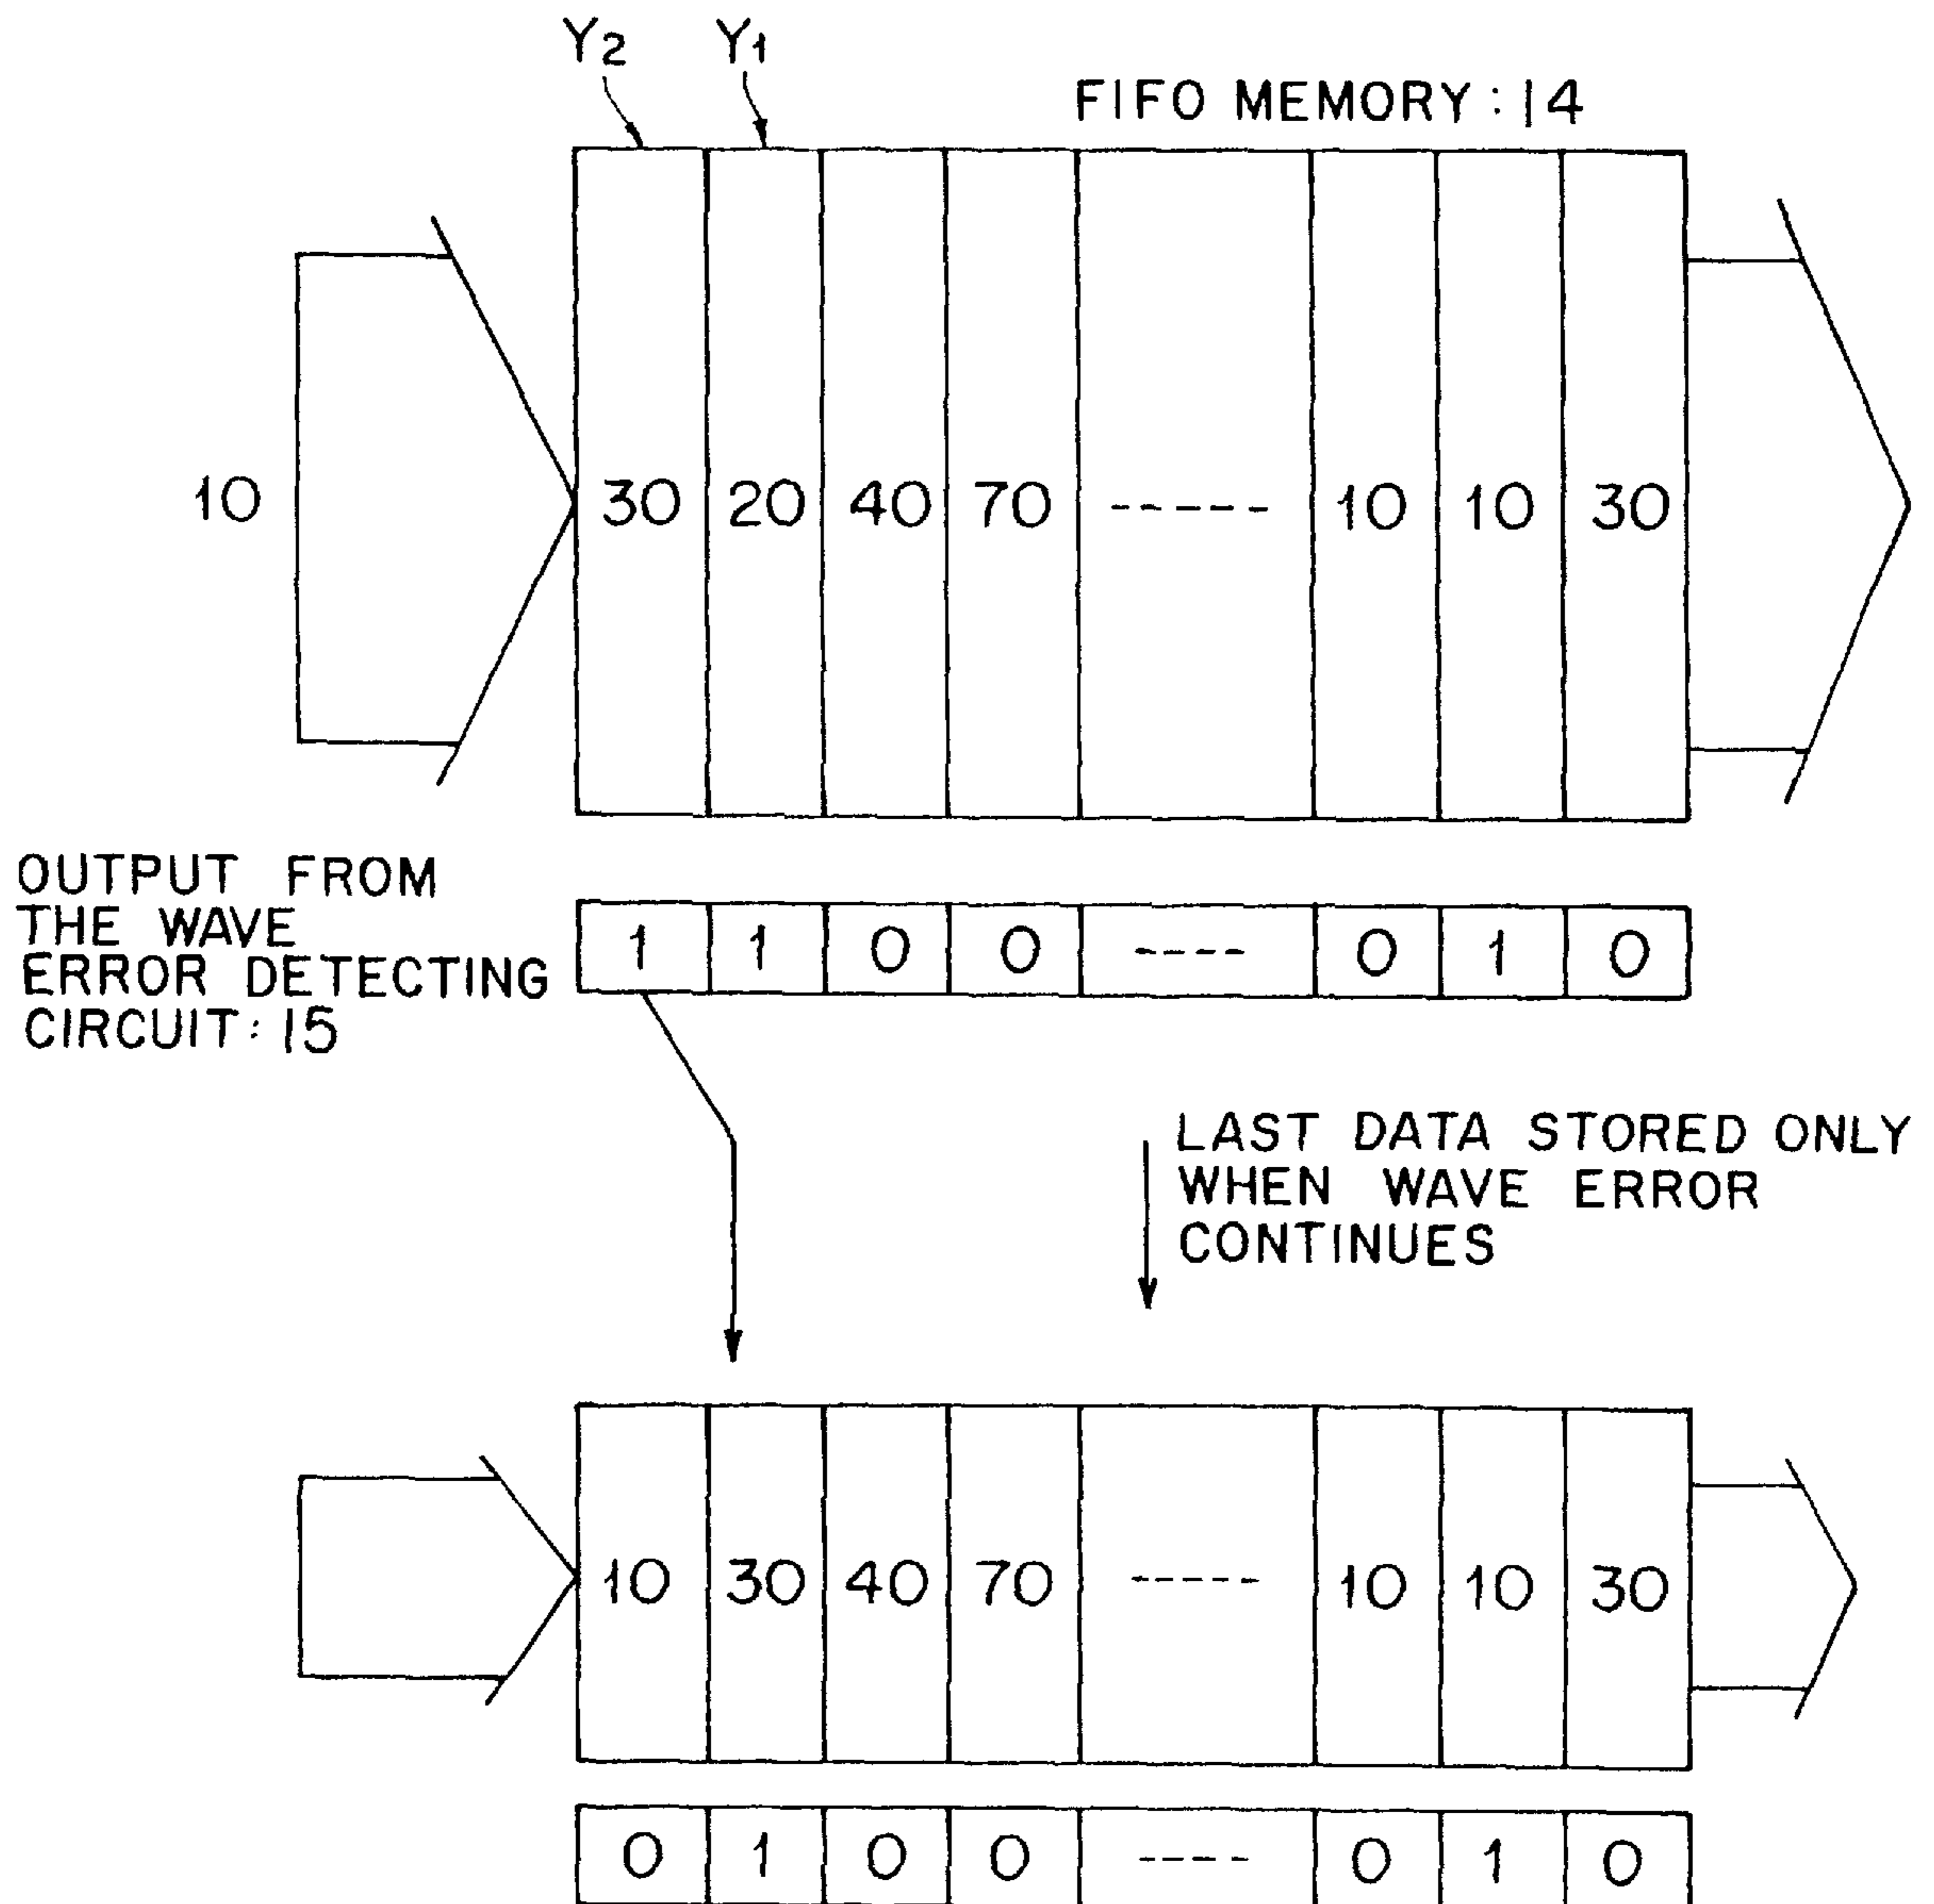 Y2 Y1
FIFO MEMORY : 14
10 30 20 40 70 ----- 10 10 30
OUTPUT FROM
THE WAVE
ERROR DETECTING
CIRCUIT : 15
1 1 0 0 ---- 0 1 0
LAST DATA STORED ONLY
WHEN WAVE ERROR
CONTINUES
10 30 40 70 ----- 10 10 30
0 1 0 0 ---- 0 1 0